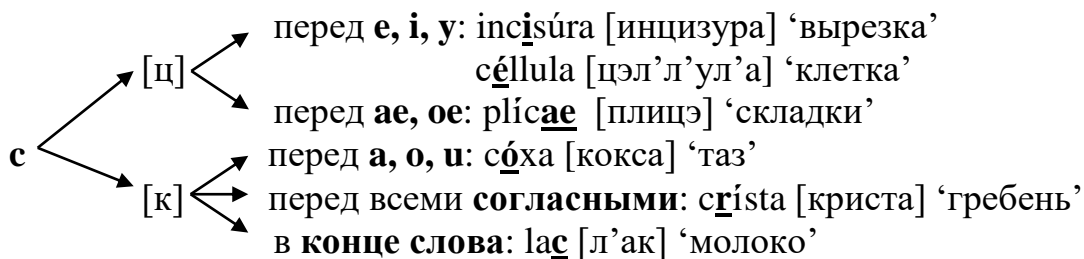 перед e, i, y: incisúra [инцизура] ‘вырезка’
[ц]
céllula [цэл’л’ул’а] ‘клетка’
перед ae, oe: plícae [плицэ] ‘складки’
c
перед a, o, u: cóxa [кокса] ‘таз’
[к]
перед всеми согласными: crísta [криста] ‘гребень’
в конце слова: lac [л’ак] ‘молоко’